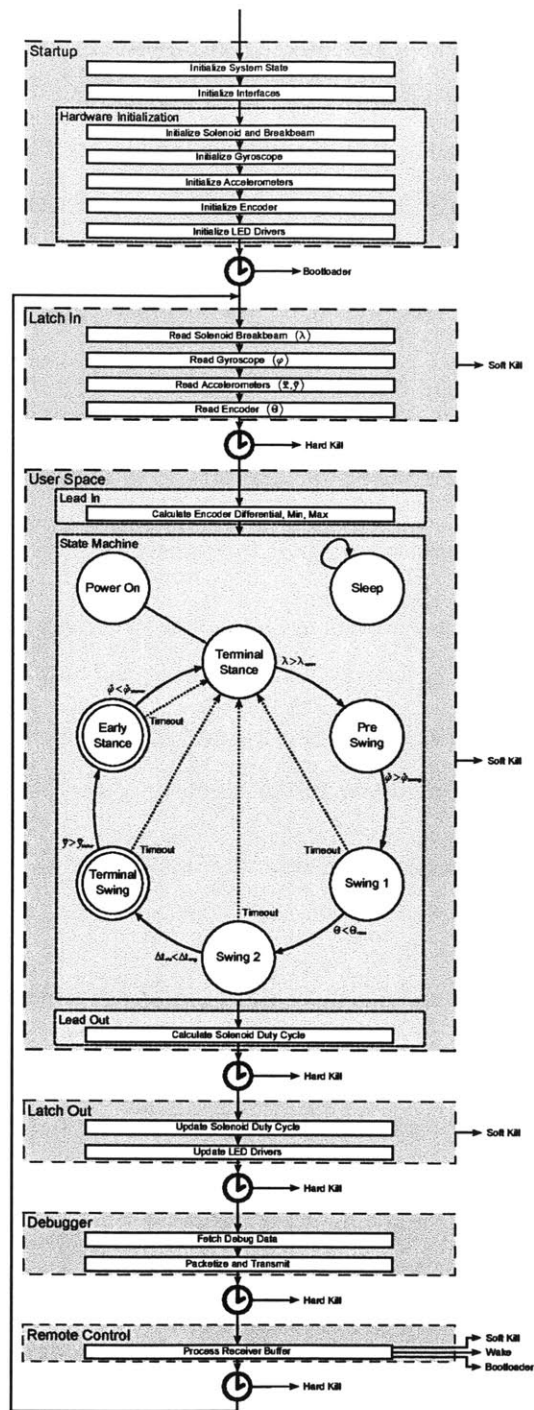 Startup
Initialize System State
Initialize Interfaces
Hardware Initialization
Initialize Solenoid and Breakbeam
Initialize Gyroscope
Initialize Accelerometers
Initialize Encoder
Initialize LED Drivers
Bootloader
Latch In
Read Solenoid Breakbeam (λ)
Read Gyroscope (φ)
Read Accelerometers
Read Encoder (Θ)
Soft Kill
Hard Kill
User Space
Lead In
Calculate Encoder Differential, Min, Max
State Machine
Power On
Sleep
Terminal
Stance
λ>λ
Early
Stance
Timeout
Pre
Swing
Soft Kill
Terminal
Swing
Timeout
Timeout
Swing 1
Timeout
Swing 2
Lead Out
Calculate Solenoid Duty Cycle
Hard Kill
Latch Out
Update Solenoid Duty Cycle
Update LED Drivers
Soft Kill
Hard Kill
Debugger
Fetch Debug Data
Packetize and Transmit
Hard Kill
Remote Control
Process Receiver Buffer
Soft Kill
Wake
Bootloader
Hard Kill